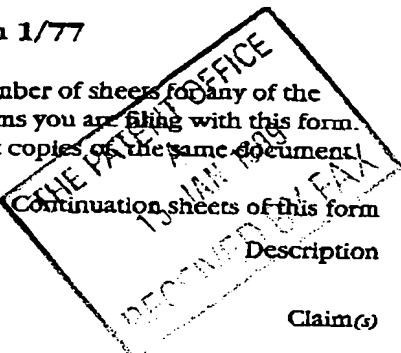 1/77
mber of sheets for any of the
ms you are filing with this form.
copies of the same document!
Continuation sheets of this form
Description
Claim(s)
THE PATENT OFFICE
A
JAN 1999
RECEIVED BY FAX